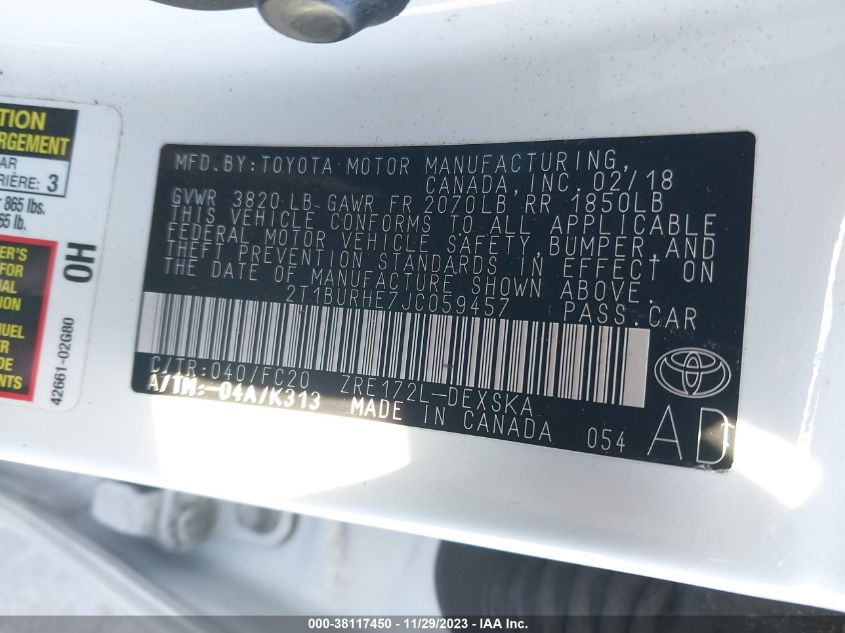 TION
RGEMENT
AR
RIÈRE: 3
865 lbs.
65 lb.
ER'S
FOR
NAL
NUEL
ER
DE
ENTS
OH
42661-02G80
MFD.BY:TOYOTA MOTOR MANUFACTURING,
CANADA, INC. 02/18
GVWR 3820 LB GAWR FR 2070LB RR 1850LB
THIS VEHICLE CONFORMS TO ALL APPLICABLE
FEDERAL MOTOR VEHICLE SAFETY, BUMPER, AND
THEFT PREVENTION STANDARDS IN EFFECT ON
THE DATE OF MANUFACTURE SHOWN ABOVE.
2T1BURHE7JC059457 PASS.CAR
C/TR:040/FC20 ZRE172L-DEXSKA
A/TM:-04A/K313 MADE IN CANADA 054
AD
000-38117450 - 11/29/2023 - IAA Inc.